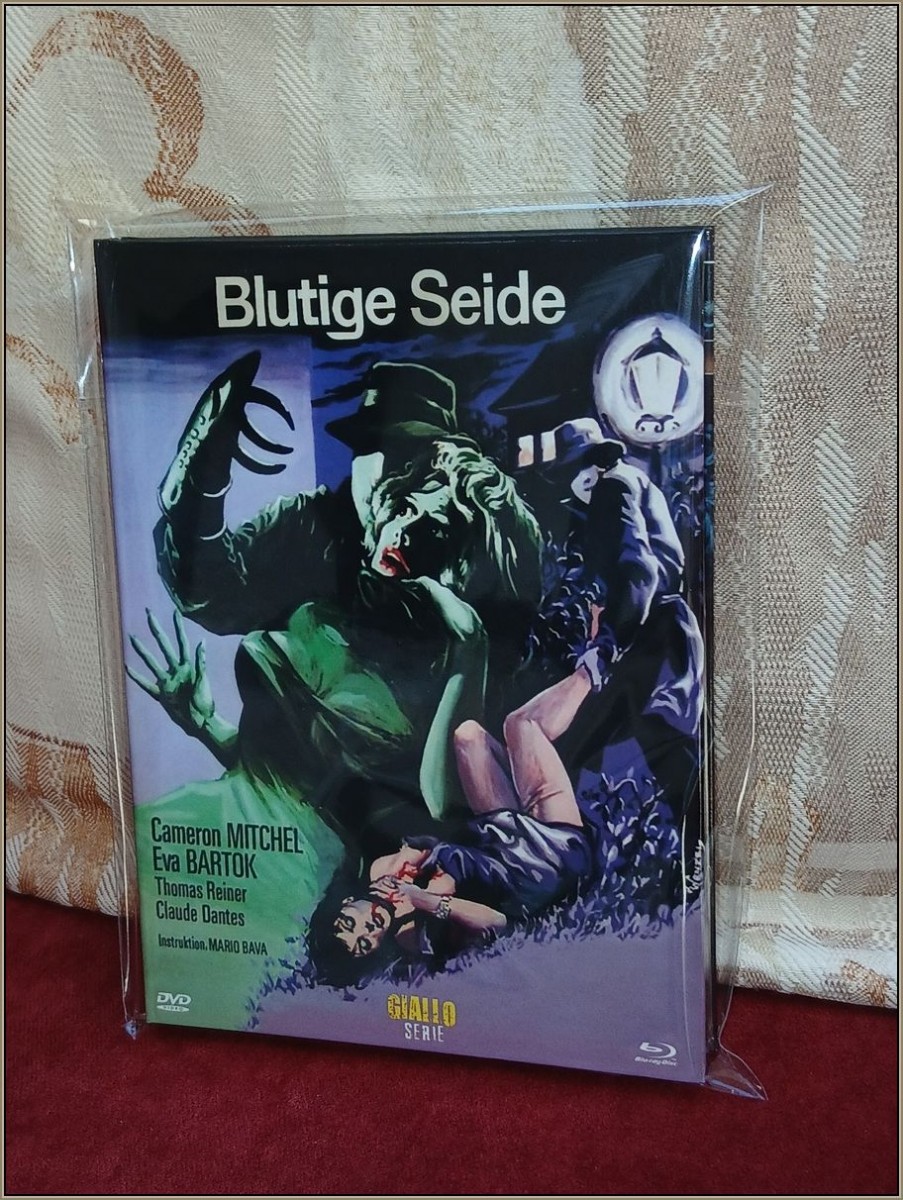 Blutige Seide
Cameron MITCHEL
Eva BARTOK
Thomas Reiner
Claude Dantes
Instruktion. MARIO BAVA
DVD
VIDEO
GIALLO
SERIE
Blu-ray Disc